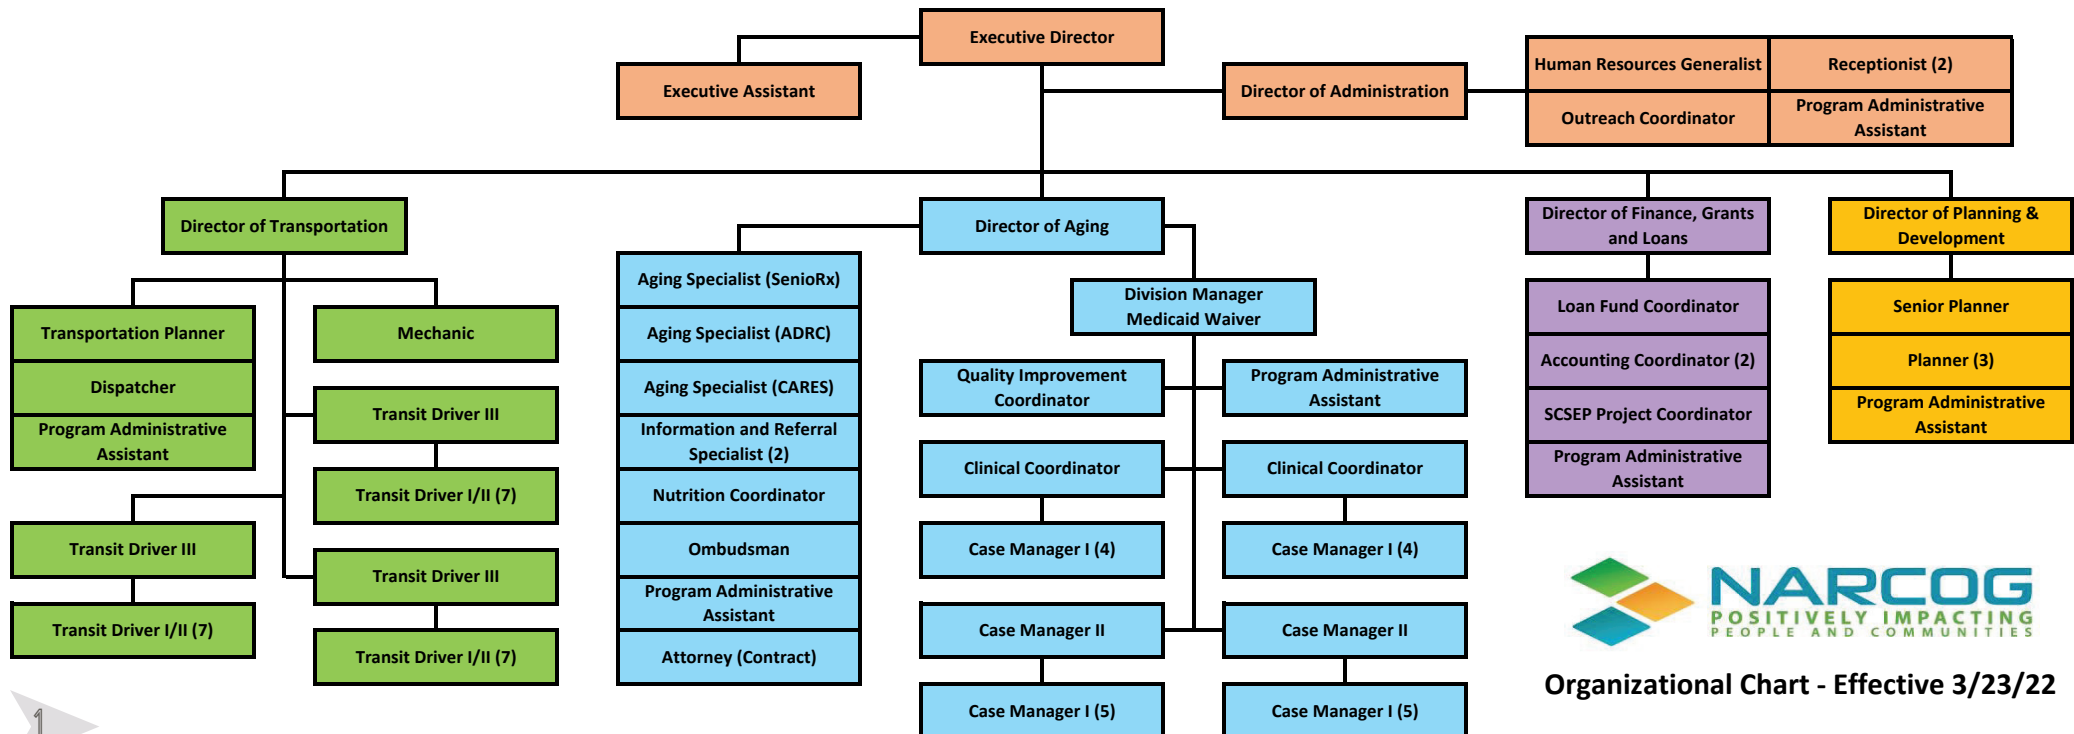 Executive Director
Executive Assistant
Director of Administration
Human Resources Generalist
Receptionist (2)
Outreach Coordinator
Program Administrative
Assistant
Director of Transportation
Transportation Planner
Dispatcher
Program Administrative
Assistant
Mechanic
Transit Driver III
Transit Driver I/II (7)
Transit Driver III
Transit Driver I/II (7)
Transit Driver III
Transit Driver I/II (7)
Director of Aging
Aging Specialist (SenioRx)
Aging Specialist (ADRC)
Aging Specialist (CARES)
Information and Referral
Specialist (2)
Nutrition Coordinator
Ombudsman
Program Administrative
Assistant
Attorney (Contract)
Division Manager
Medicaid Waiver
Quality Improvement
Coordinator
Program Administrative
Assistant
Clinical Coordinator
Clinical Coordinator
Case Manager I (4)
Case Manager I (4)
Case Manager II
Case Manager II
Case Manager I (5)
Case Manager I (5)
Director of Finance, Grants
and Loans
Loan Fund Coordinator
Accounting Coordinator (2)
SCSEP Project Coordinator
Program Administrative
Assistant
Director of Planning &
Development
Senior Planner
Planner (3)
Program Administrative
Assistant
NARCOG
POSITIVELY IMPACTING
PEOPLE AND COMMUNITIES
Organizational Chart - Effective 3/23/22
1